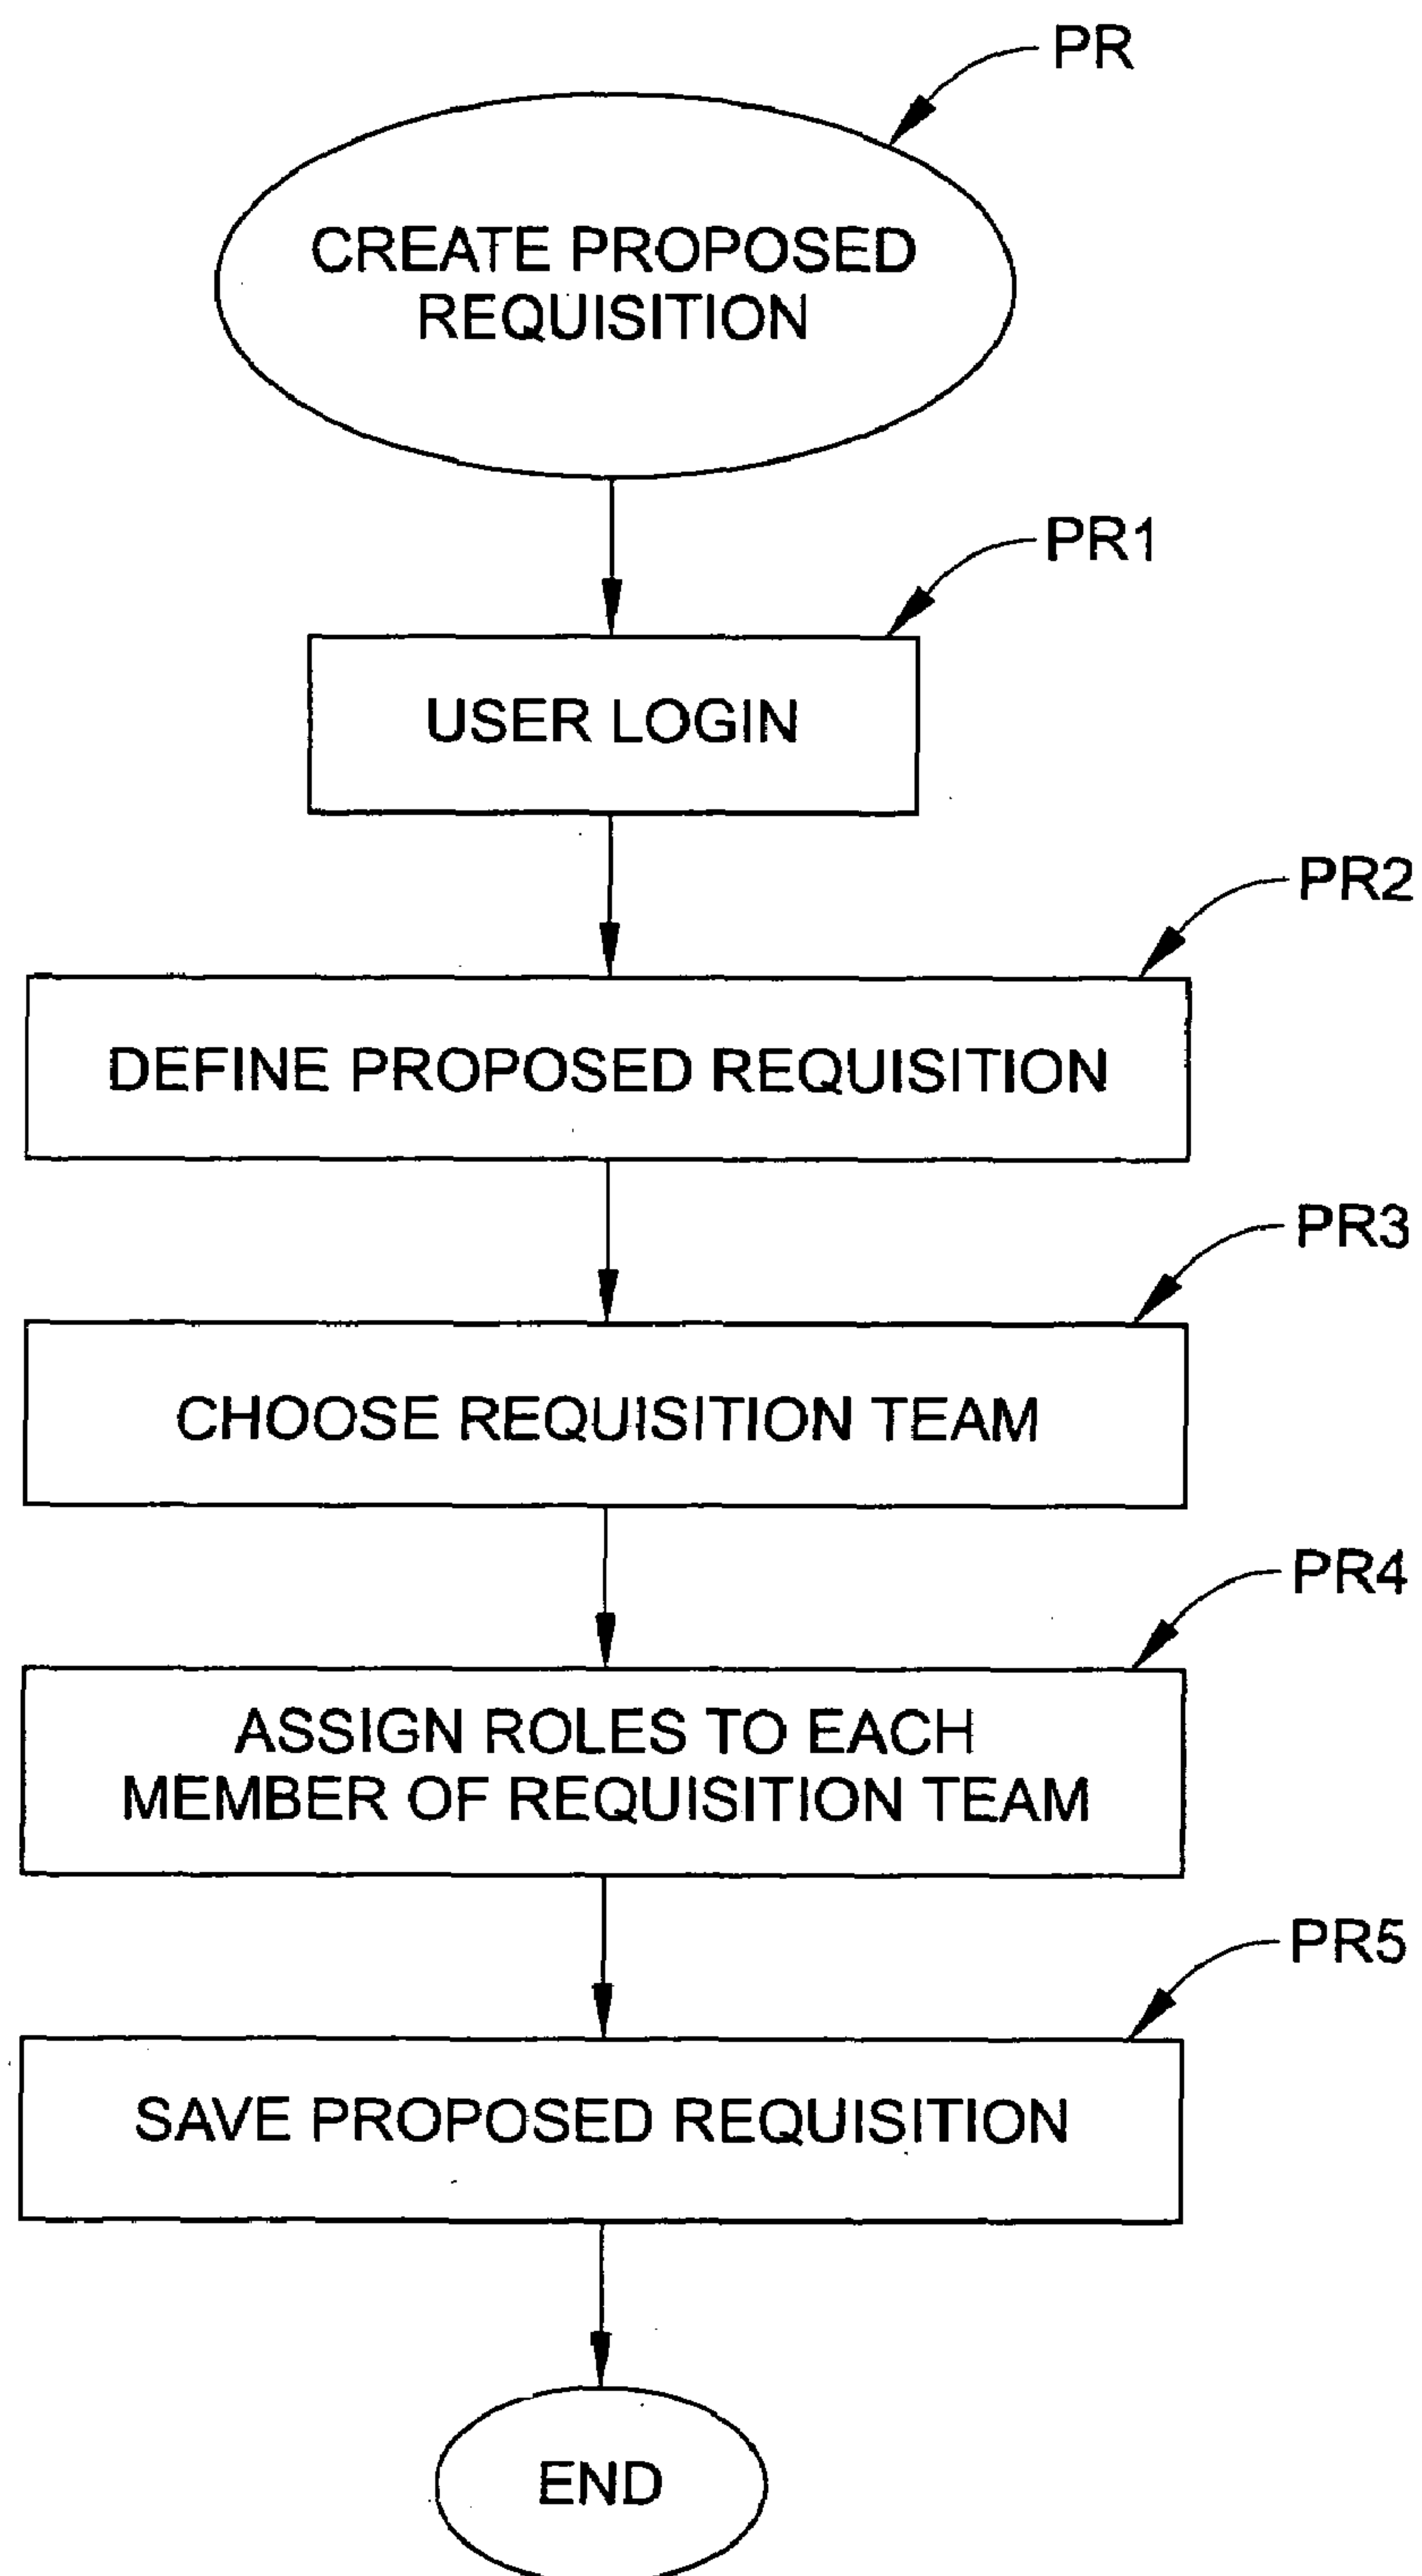 PR
CREATE PROPOSED
REQUISITION
PR1
USER LOGIN
PR2
DEFINE PROPOSED REQUISITION
PR3
CHOOSE REQUISITION TEAM
PR4
ASSIGN ROLES TO EACH
MEMBER OF REQUISITION TEAM
PR5
SAVE PROPOSED REQUISITION
END